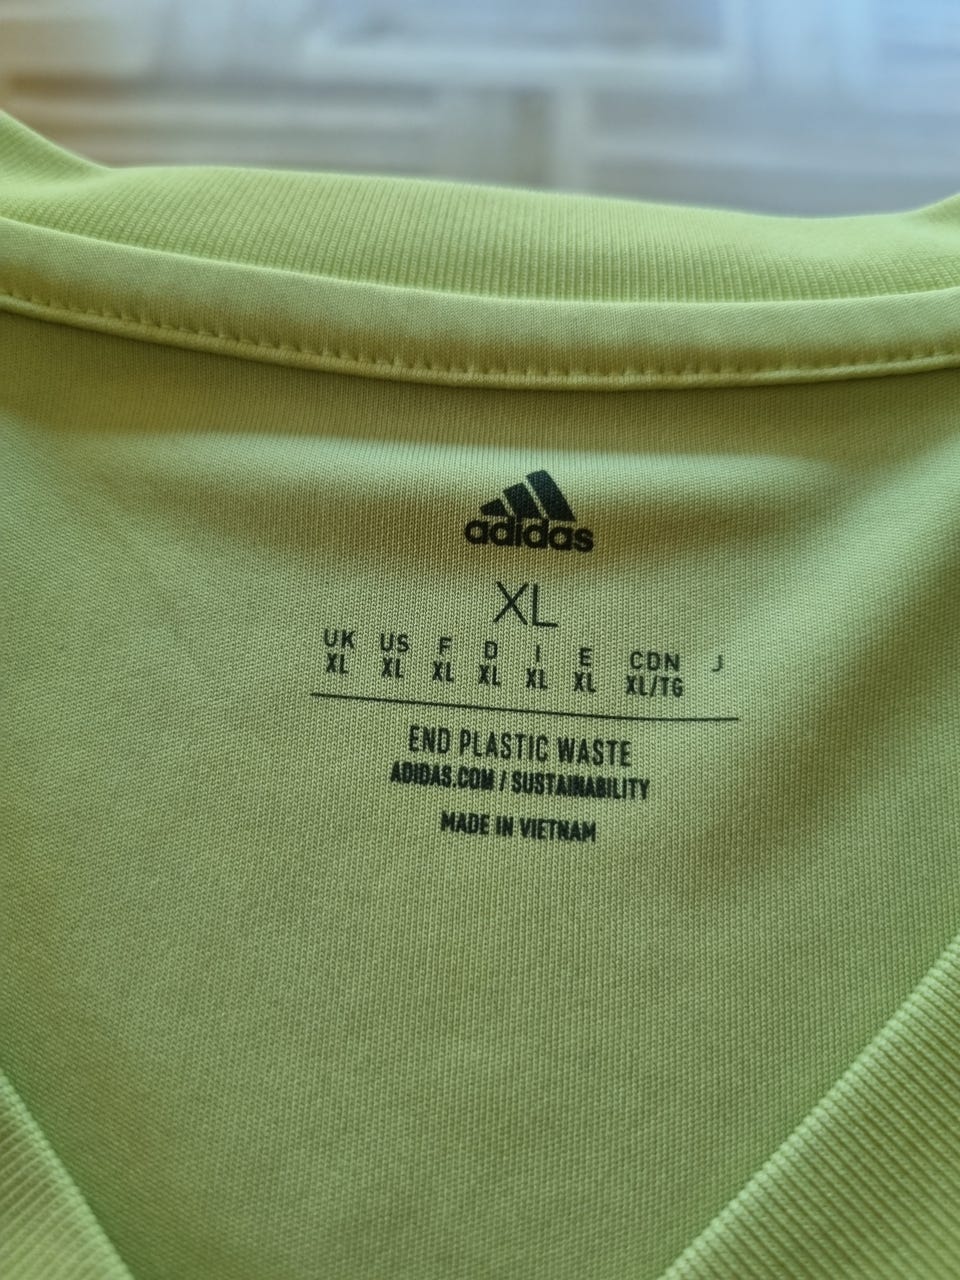 adidas
XL
UK US F D I E CDN J
XL XL XL XL XL XL XL/TG
END PLASTIC WASTE
ADIDAS.COM / SUSTAINABILITY
MADE IN VIETNAM